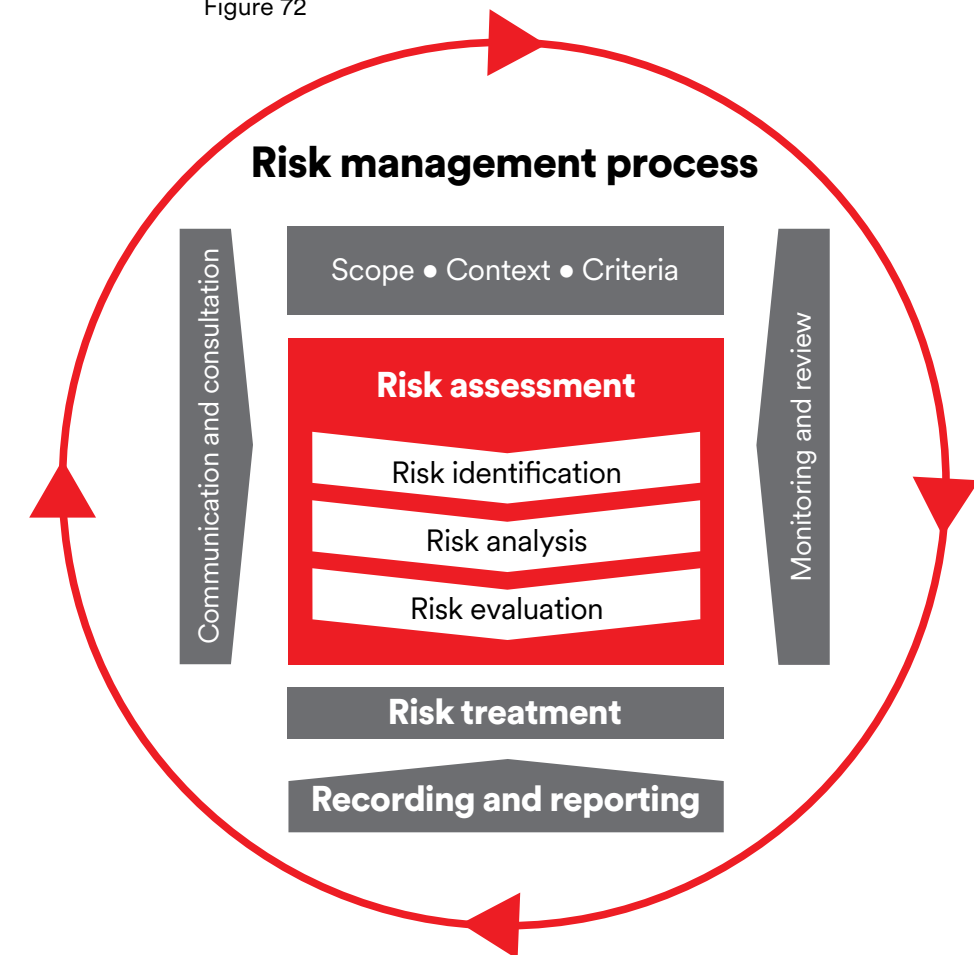 Figure 72
Risk management process
Communication and consultation
Scope ● Context ● Criteria
Risk assessment
Risk identification
Risk analysis
Risk evaluation
Monitoring and review
Risk treatment
Recording and reporting